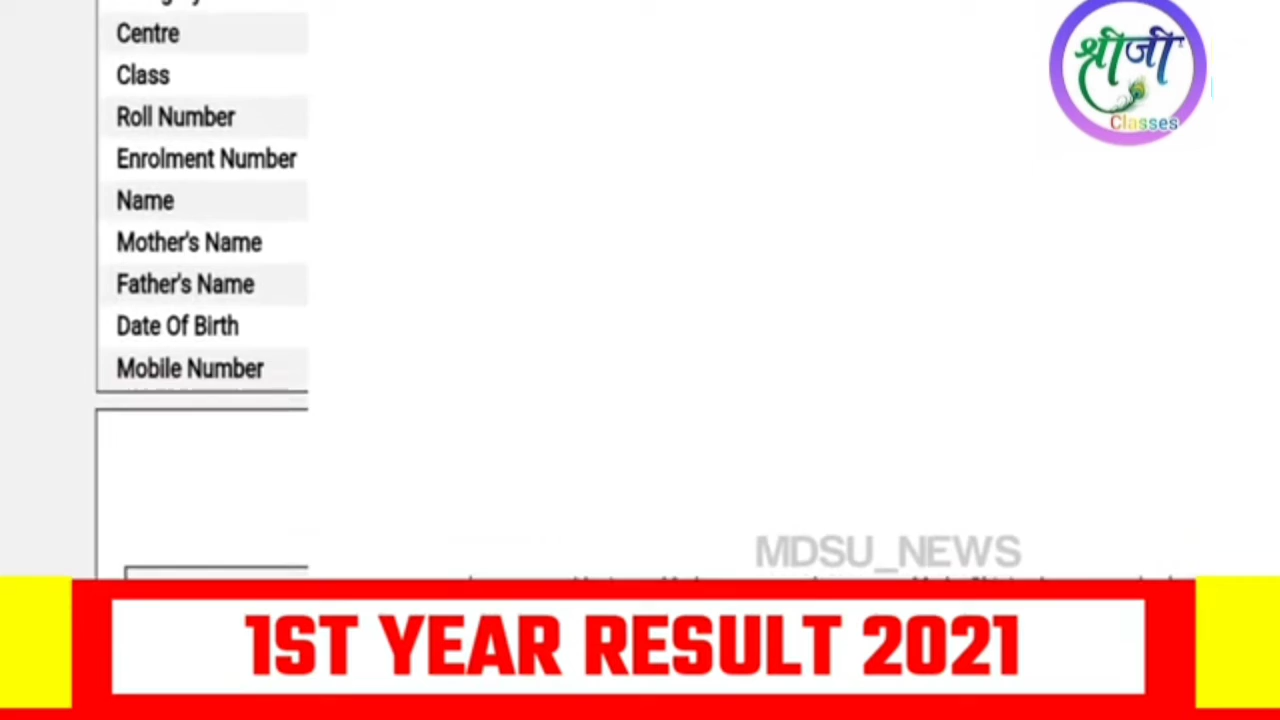 Centre
Class
Roll Number
Enrolment Number
Name
Mother's Name
Father's Name
Date Of Birth
Mobile Number
श्रीजी
Classes
MDSU_NEWS
1ST YEAR RESULT 2021